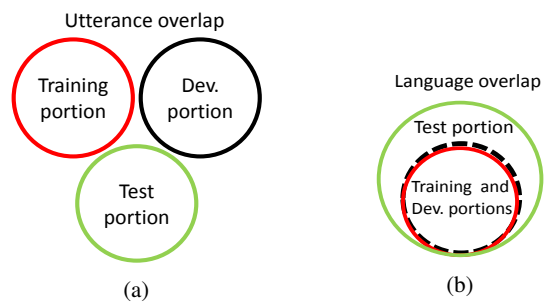 Utterance overlap
Training
portion
Dev.
portion
Test
portion
(a)
Language overlap
Test portion
Training and
Dev. portions
(b)